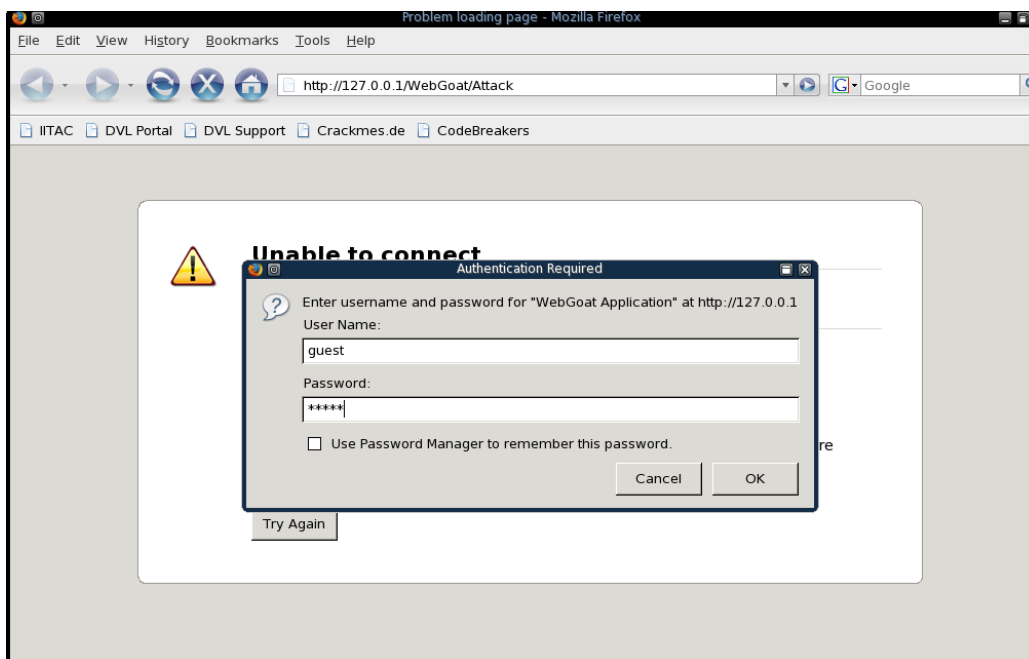 Problem loading page - Mozilla Firefox
File Edit View History Bookmarks Tools Help
http://127.0.0.1/WebGoat/Attack
G Google
IITAC DVL Portal DVL Support Crackmes.de CodeBreakers
Unable to connect
Authentication Required
Enter username and password for "WebGoat Application" at http://127.0.0.1
User Name:
guest
Password:
*****
Use Password Manager to remember this password.
Cancel OK
Try Again